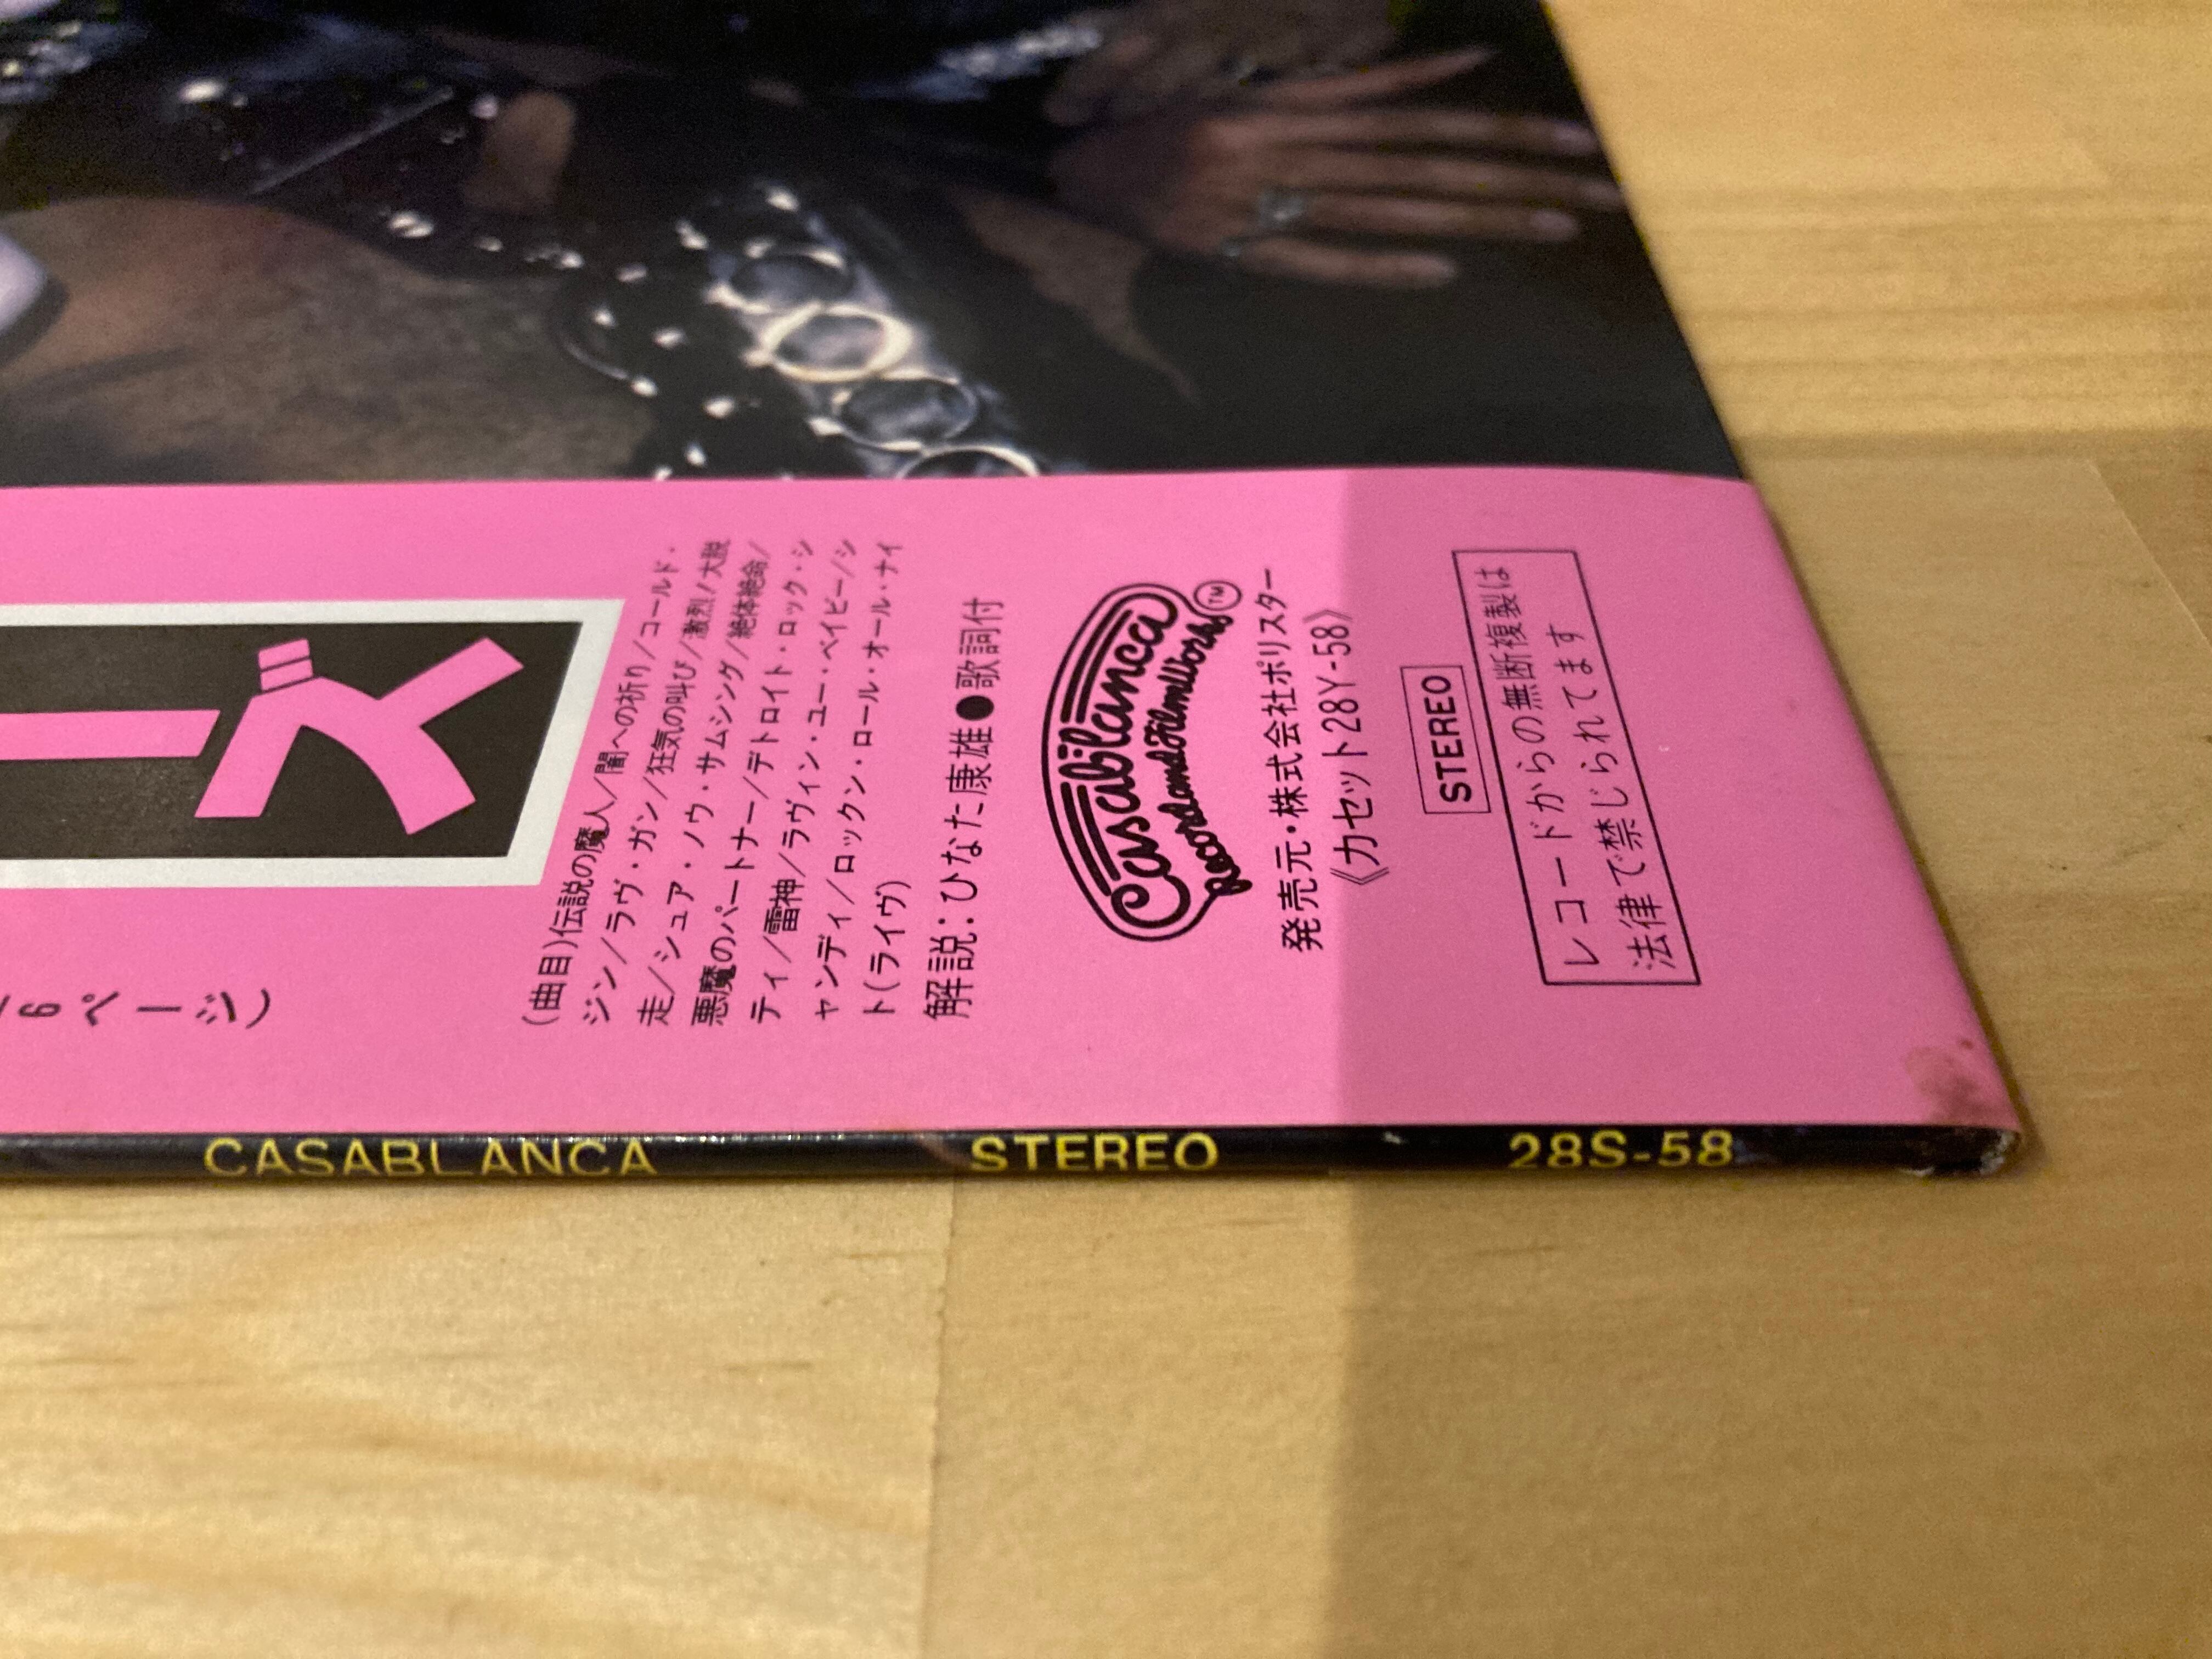 ース
6ページ)
(曲目)伝説の魔人/闇への祈り/コールド・
ジン/ラヴ・ガン/狂気の叫び/激烈!大脱
走/シュア・ノウ・サムシング/絶体絶命/
悪魔のパートナー/デトロイト・ロック・シ
ティ/雷神/ラヴィン・ユー・ベイビー/シ
ャンディ/ロックン・ロール・オール・ナイ
ト(ライヴ)
解説:ひなた康雄●歌詞付
Casablanca
Record and FilmWorks TM
発売元・株式会社ポリスター
《カセット28Y-58》
STEREO
レコードからの無断複製は
法律で禁じられてます
CASABLANCA STEREO 28S-58